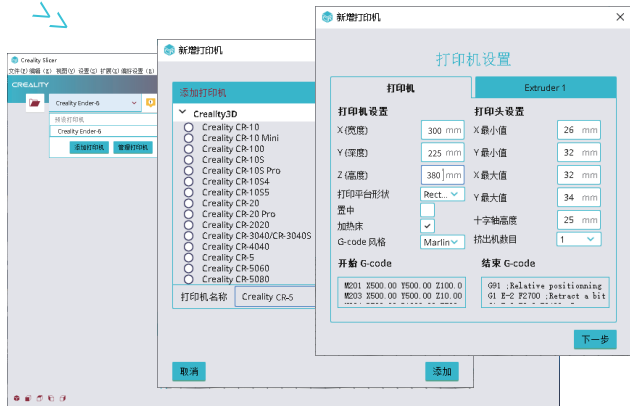 Creality Slicer
文件(F) 编辑 (E) 视图(V) 设置(S) 扩展(X) 偏好设置 (R)
CREALITY
Creality Ender-6
预设打印机
Creality Ender-6
添加打印机 管理打印机
新增打印机
添加打印机
Creality3D
Creality CR-10
Creality CR-10 Mini
Creality CR-100
Creality CR-10S
Creality CR-10S Pro
Creality CR-10S4
Creality CR-10S5
Creality CR-20
Creality CR-20 Pro
Creality CR-2020
Creality CR-3040/CR-3040S
Creality CR-4040
Creality CR-5
Creality CR-5060
Creality CR-5080
打印机名称 Creality CR-5
取消 添加
新增打印机
打印机设置
打印机 Extruder 1
打印机设置 打印头设置
X (宽度) 300 mm X 最小值 26 mm
Y (深度) 225 mm Y 最小值 32 mm
Z (高度) 380 mm X 最大值 32 mm
打印平台形状 Rect... Y 最大值 34 mm
置中
加热床 十字轴高度 25 mm
G-code 风格 Marlin 挤出机数目 1
开始 G-code 结束 G-code
M201 X500.00 Y500.00 Z100.0 G91 ;Relative positionning
M203 X500.00 Y500.00 Z10.00 G1 E-2 F2700 ;Retract a bit
下一步